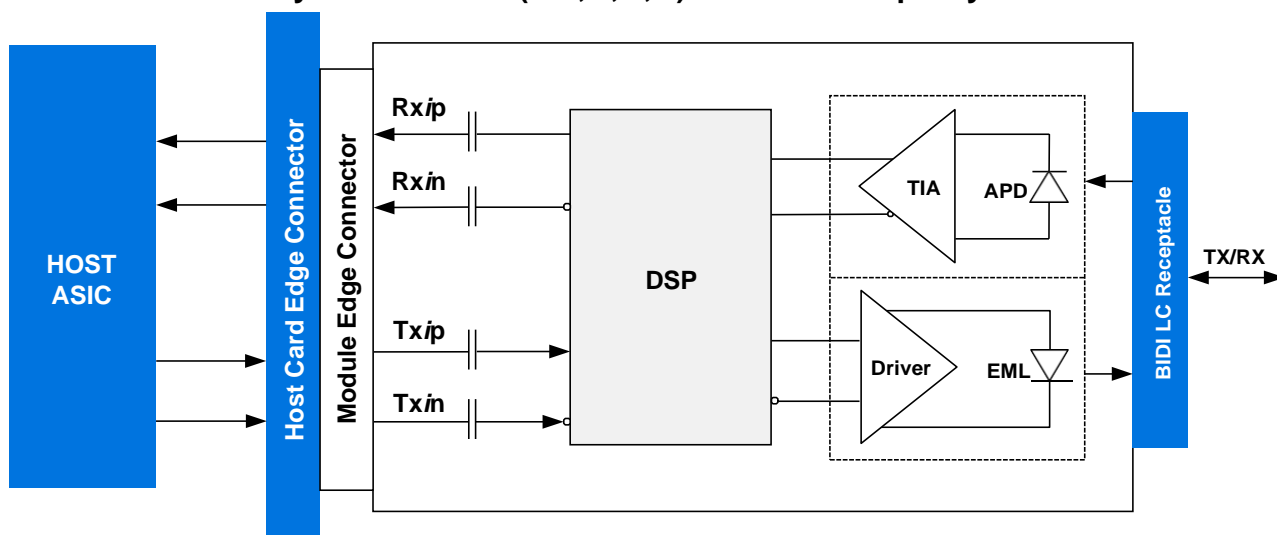 HOST
ASIC
Host Card Edge Connector
Module Edge Connector
Rxip
Rxin
Txip
Txin
DSP
TIA
APD
Driver
EML
BIDI LC Receptacle
TX/RX